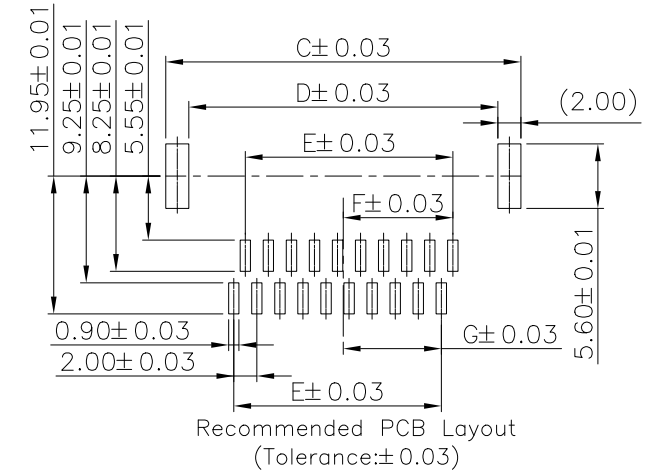 C± 0.03
D± 0.03
(2.00)
E± 0.03
F± 0.03
11.95± 0.01
9.25± 0.01
8.25± 0.01
5.55± 0.01
5.60± 0.01
0.90± 0.03
G± 0.03
2.00± 0.03
E± 0.03
Recommended PCB Layout
(Tolerance:± 0.03)